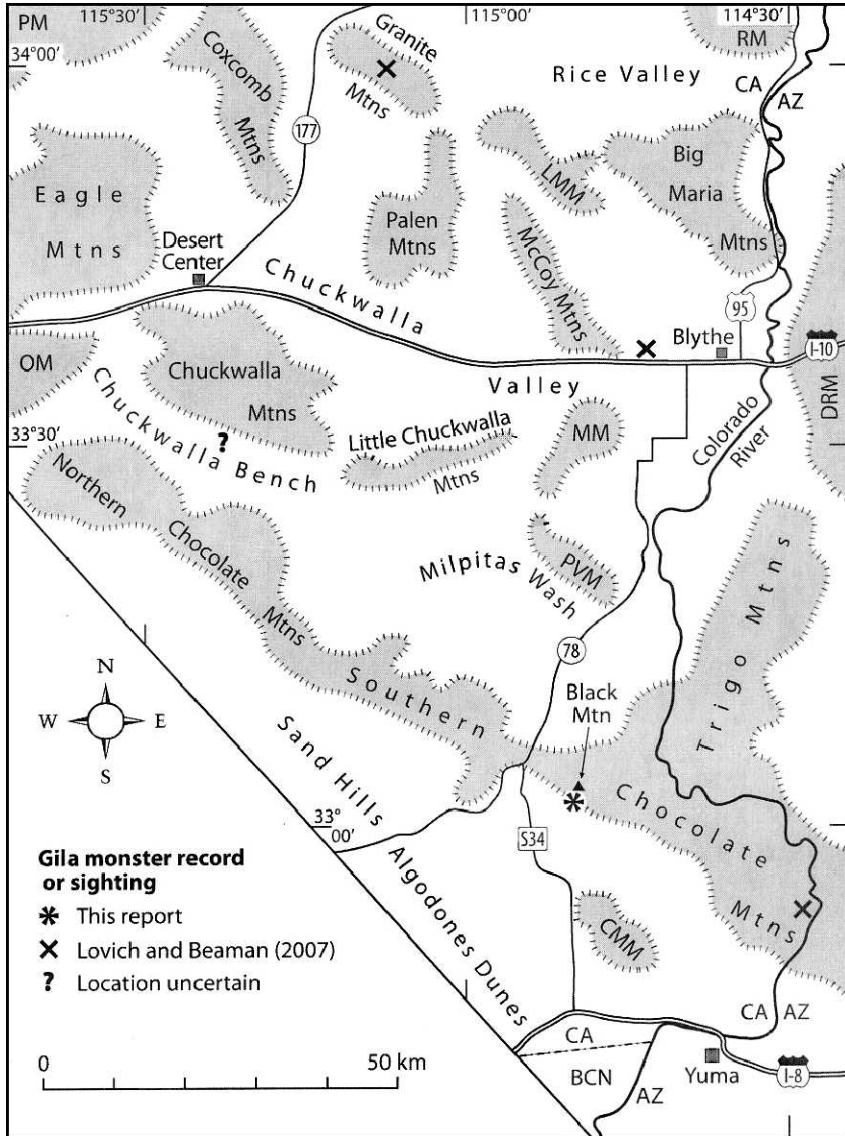 115°30'
115°00'
114°30'
PM
34°00'
Coxcomb
Mtns
Granite
Mtns
RM
Rice Valley
CA
AZ
177
Eagle
Mtns
Desert
Center
Palen
Mtns
LMM
Big
Maria
Mtns
McCoy Mtns
Chuckwalla
Valley
95
Blythe
I-10
OM
Chuckwalla
Mtns
DRM
Chuckwalla Bench
?
Little Chuckwalla
Mtns
MM
Colorado
River
33°30'
Northern
Chocolate
Mtns
Milpitas
Wash
PVM
Trigo Mtns
78
N
W E
S
Southern
Black
Mtn
Chocolate
Mtns
Sand Hills
33°
00'
S34
Algodones Dunes
CMM
Gila monster record
or sighting
This report
Lovich and Beaman (2007)
? Location uncertain
CA
AZ
CA
BCN
AZ
Yuma
I-8
0 50 km